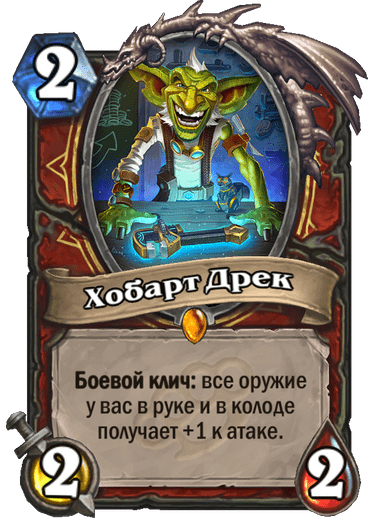 2
Хобарт Дрек
Боевой клич: все оружие
у вас в руке и в колоде
получает +1 к атаке.
2 2